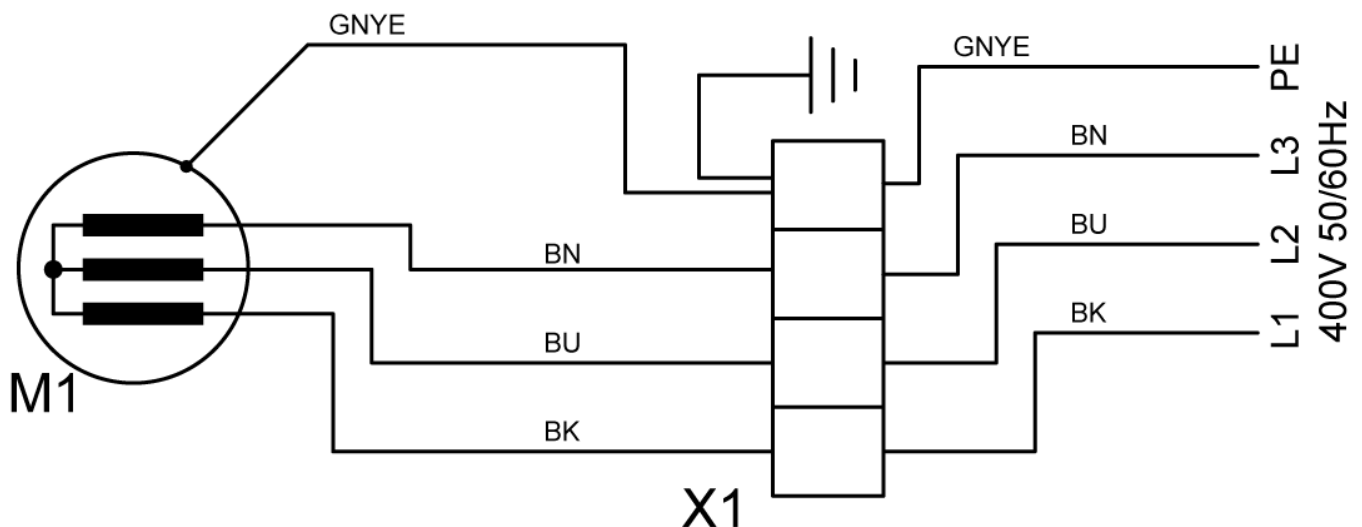 GNYE
GNYE
PE
BN
L3
BU
L2
BK
L1
400V 50/60Hz
BN
BU
BK
M1
X1